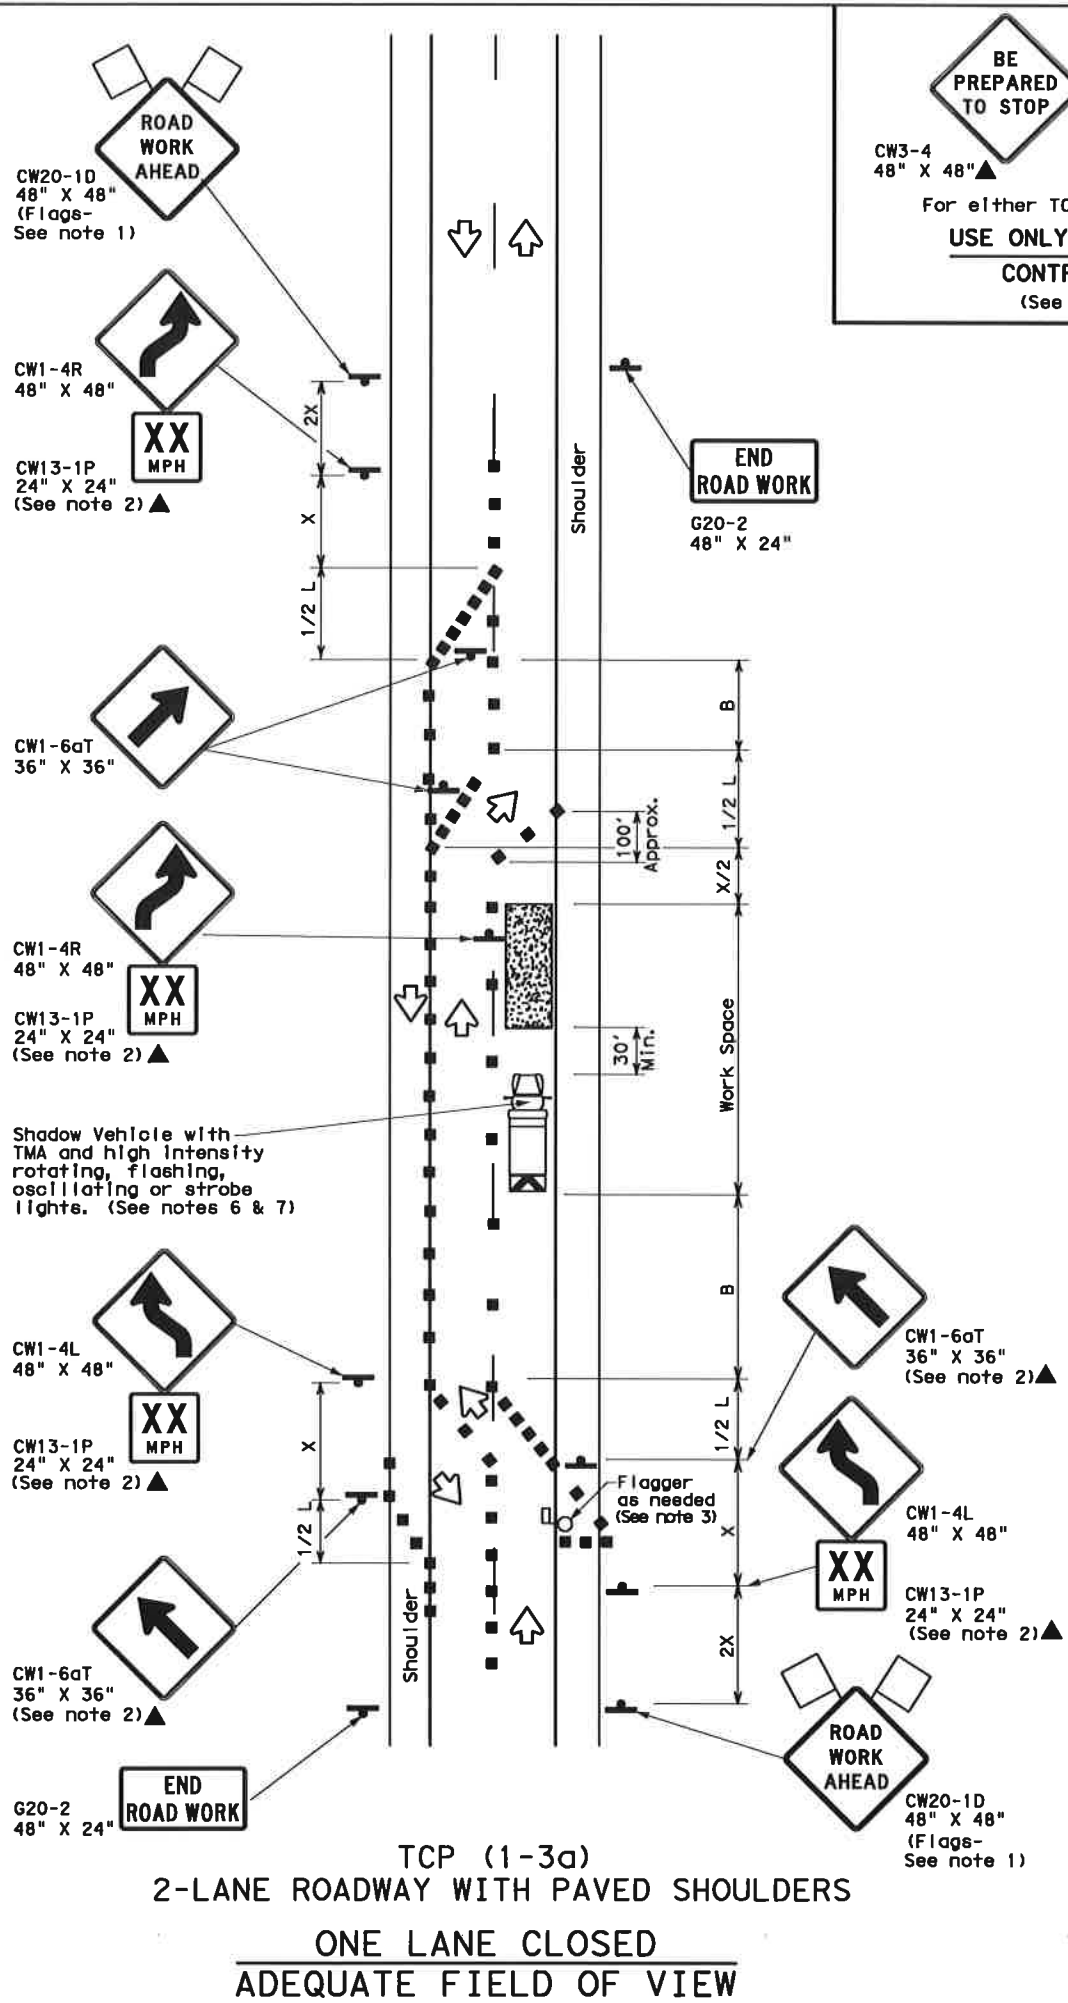 ROAD
WORK
AHEAD
CW20-1D
48" X 48"
(Flags-
See note 1)
BE
PREPARED
TO STOP
CW3-4
48" X 48"▲
For either TC
USE ONLY
CONTR
(See
CW1-4R
48" X 48"
XX
MPH
CW13-1P
24" X 24"
(See note 2)▲
2X
X
1/2 L
Shoulder
END
ROAD WORK
G20-2
48" X 24"
CW1-6aT
36" X 36"
B
1/2 L
100'
Approx.
X/2
CW1-4R
48" X 48"
XX
MPH
CW13-1P
24" X 24"
(See note 2)▲
30'
Min.
Work Space
Shadow Vehicle with
TMA and high intensity
rotating, flashing,
oscillating or strobe
lights. (See notes 6 & 7)
B
CW1-4L
48" X 48"
XX
MPH
CW13-1P
24" X 24"
(See note 2)▲
X
1/2 L
CW1-6aT
36" X 36"
(See note 2)▲
1/2 L
Flagger
as needed
(See note 3)
X
CW1-4L
48" X 48"
XX
MPH
CW13-1P
24" X 24"
(See note 2)▲
2X
Shoulder
CW1-6aT
36" X 36"
(See note 2)▲
END
ROAD WORK
G20-2
48" X 24"
ROAD
WORK
AHEAD
CW20-1D
48" X 48"
(Flags-
See note 1)
TCP (1-3a)
2-LANE ROADWAY WITH PAVED SHOULDERS
ONE LANE CLOSED
ADEQUATE FIELD OF VIEW